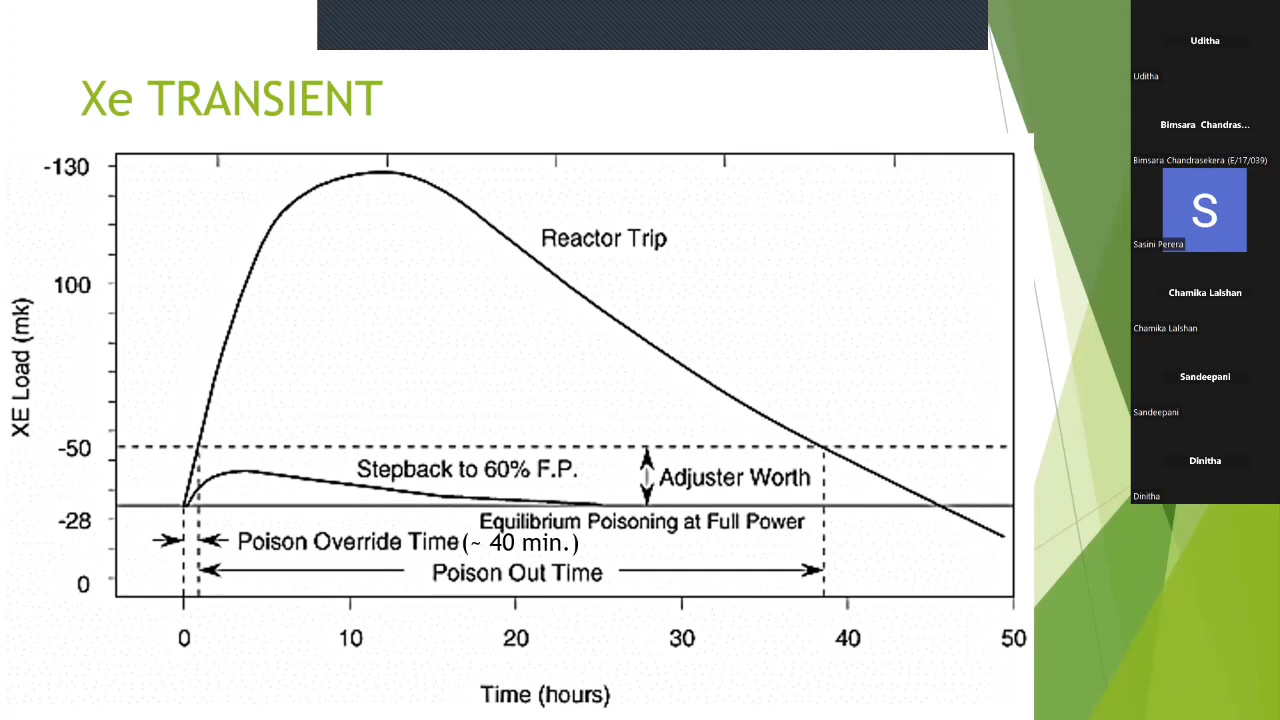 Xe TRANSIENT
-130
100
-50
-28
0
XE Load (mk)
Reactor Trip
Stepback to 60% F.P.
Adjuster Worth
Equilibrium Poisoning at Full Power
Poison Override Time (~ 40 min.)
Poison Out Time
0 10 20 30 40 50
Time (hours)
Uditha
Uditha
Bimsara Chandras...
Bimsara Chandrasekera (E/17/039)
S
Sasini Perera
Chamika Lalshan
Chamika Lalshan
Sandeepani
Sandeepani
Dinitha
Dinitha